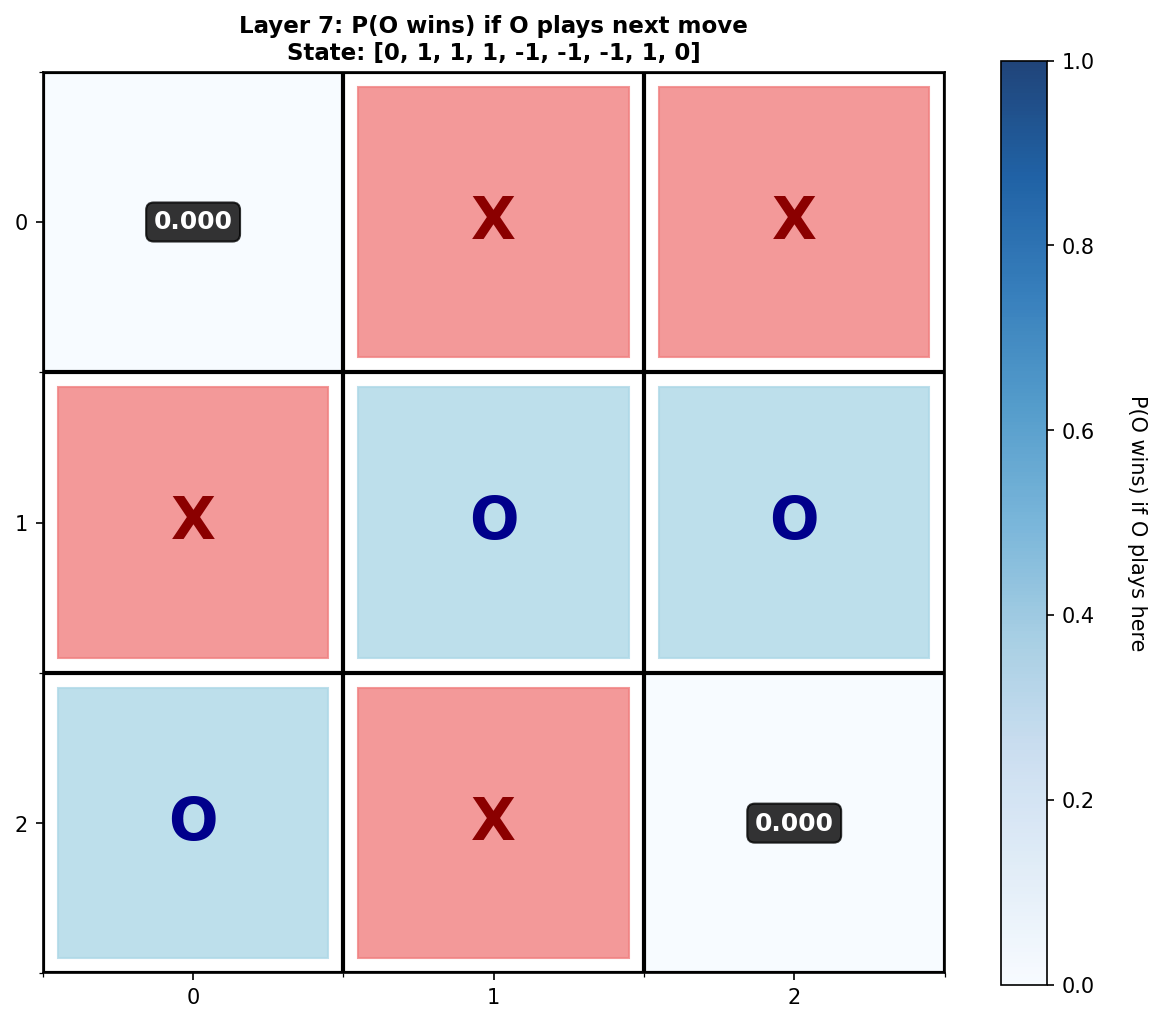 Layer 7: P(O wins) if O plays next move
State: [0, 1, 1, 1, -1, -1, -1, 1, 0]
0
0.000
X
X
1
X
O
O
2
O
X
0.000
0
1
2
1.0
0.8
0.6
0.4
0.2
0.0
P(O wins) if O plays here